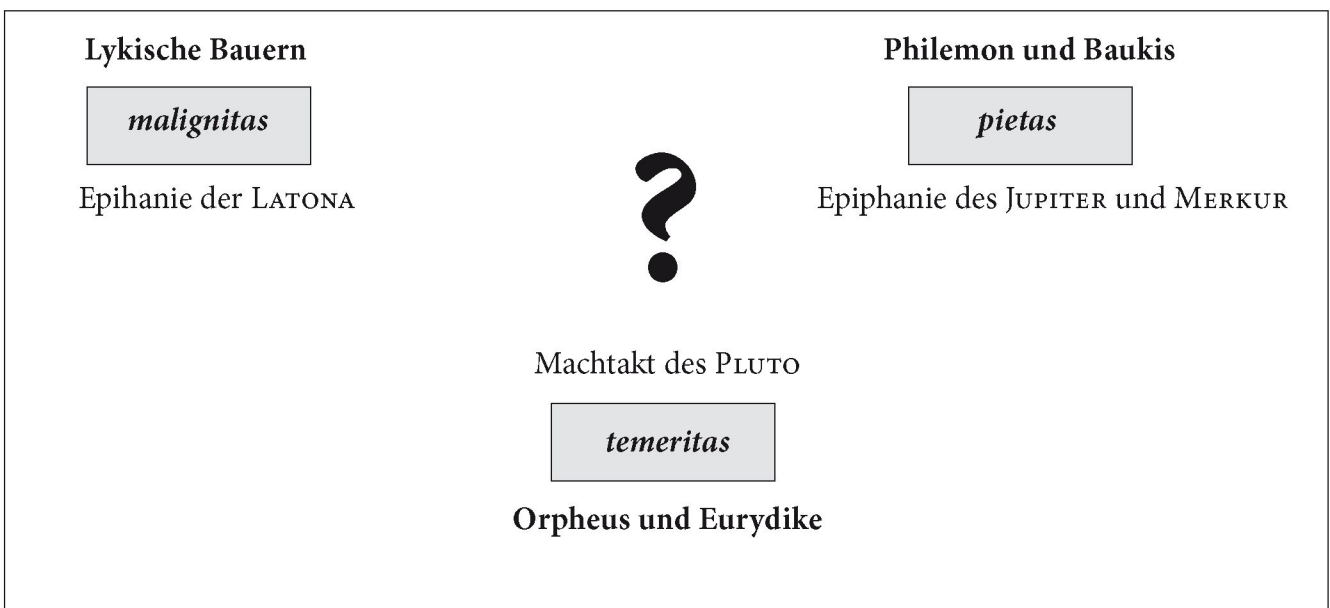 Lykische Bauern
malignitas
Epihanie der Latona
Philemon und Baukis
pietas
Epiphanie des Jupiter und Merkur
?
Machtakt des Pluto
temeritas
Orpheus und Eurydike